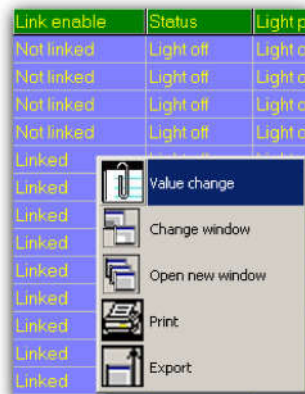 Link enable Status Light p
Not linked Light off Light o
Not linked Light off Light o
Not linked Light off Light o
Not linked Light off Light o
Linked
Linked Value change
Linked
Linked Change window
Linked
Linked Open new window
Linked Print
Linked
Linked Export